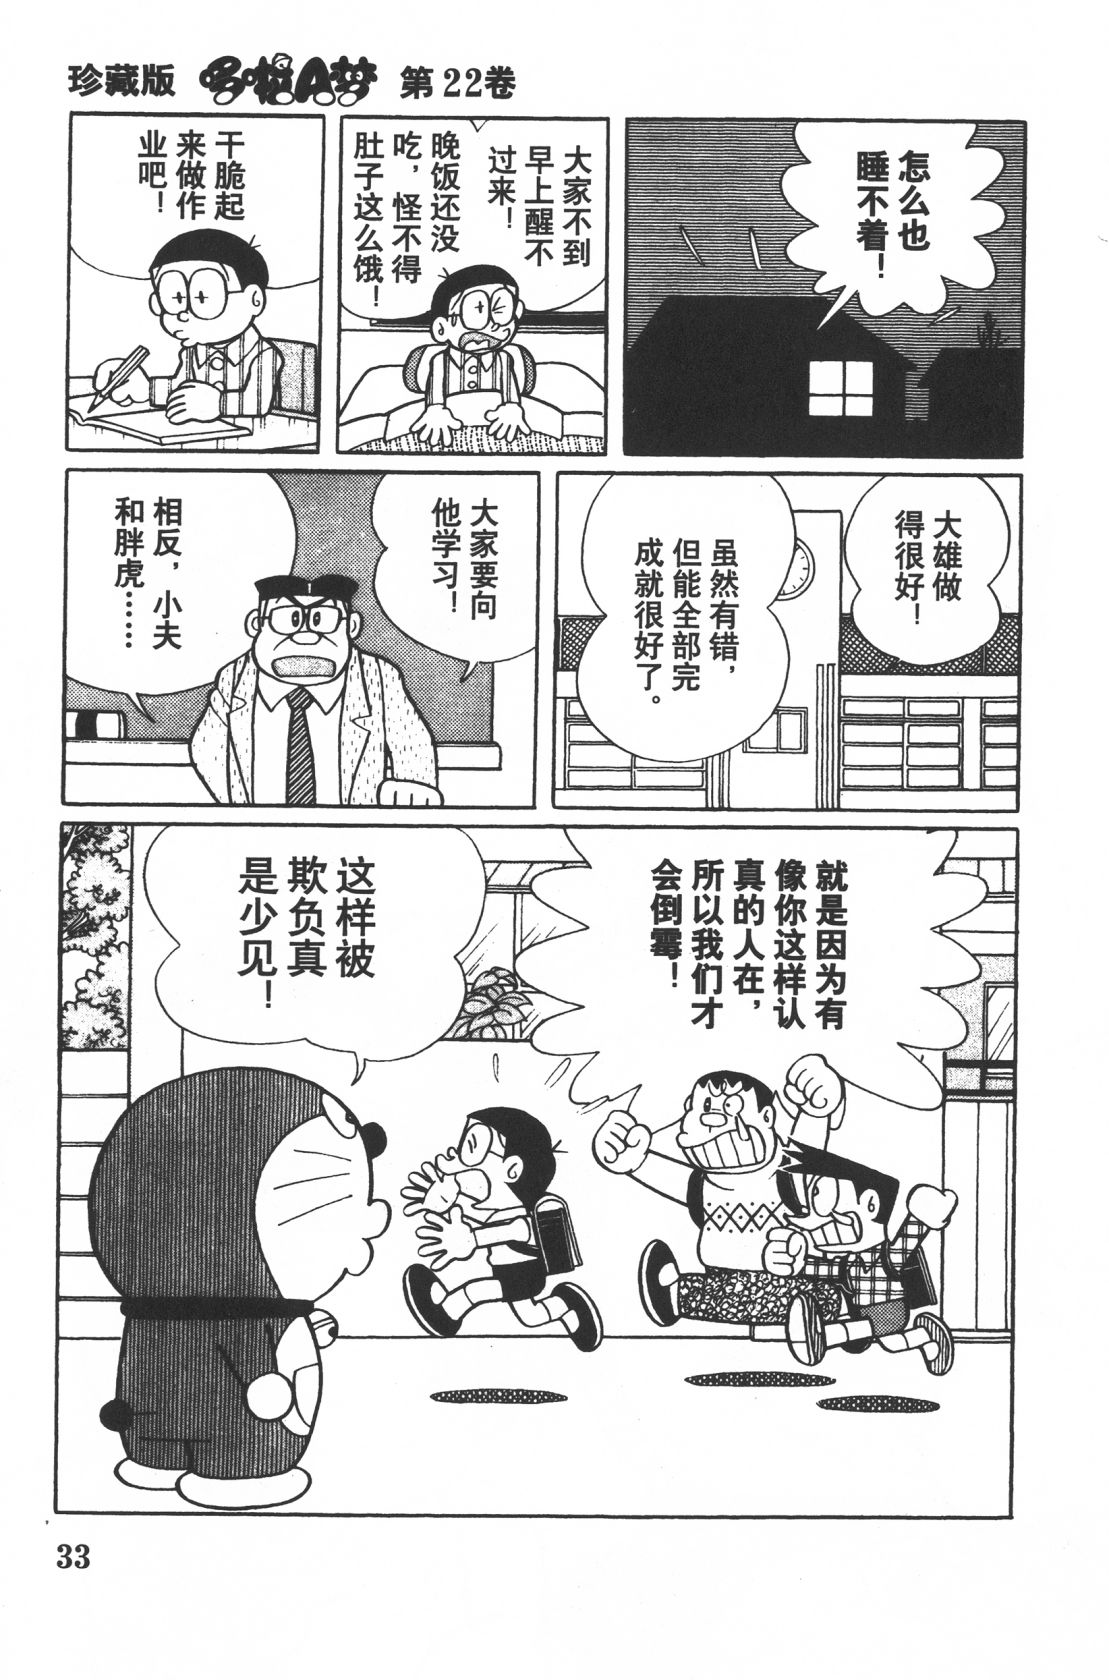 珍藏版 哆啦A梦 第22卷
怎么也
睡不着！
大家不到
早上醒不
过来！
晚饭还没
吃，怪不得
肚子这么饿！
干脆起
来做作
业吧！
大雄做
得很好！
虽然有错，
但能全部完
成就很好了。
大家要向
他学习！
相反，小夫
和胖虎……
就是因为有
像你这样认
真的人在，
所以我们才
会倒霉！
这样被
欺负真
是少见！
33